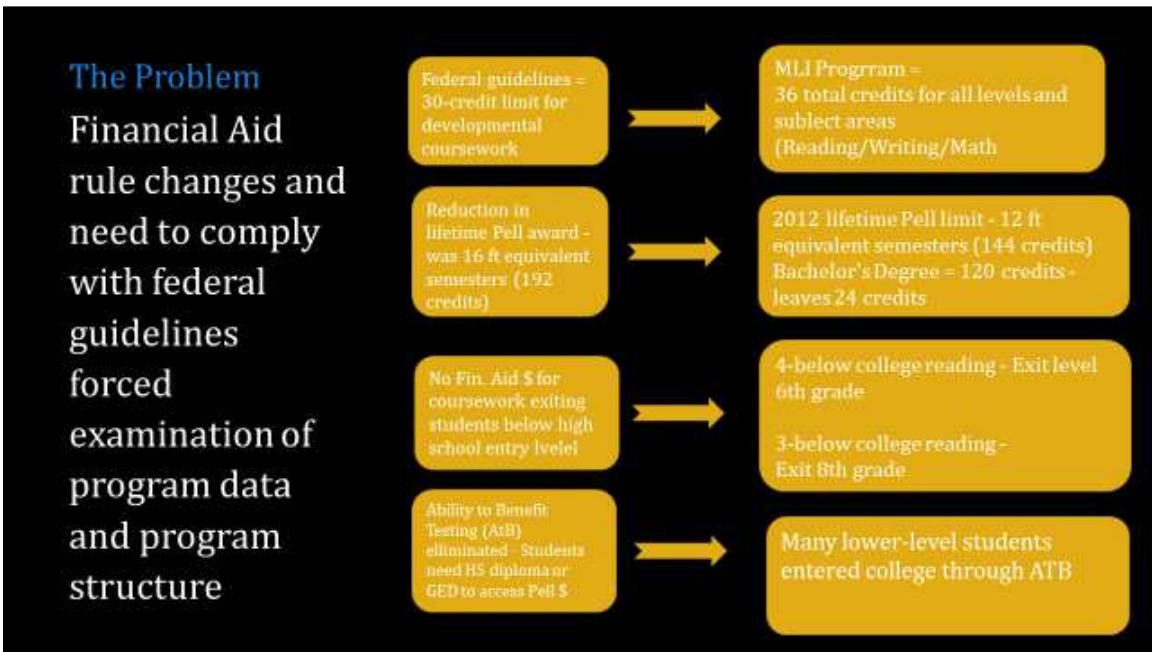 The Problem
Financial Aid
rule changes and
need to comply
with federal
guidelines
forced
examination of
program data
and program
structure
Federal guidelines =
30-credit limit for
developmental
coursework
MLI Progrram =
36 total credits for all levels and
sublect areas
(Reading/Writing/Math
Reduction in
lifetime Pell award -
was 16 ft equivalent
semesters (192
credits)
2012 lifetime Pell limit - 12 ft
equivalent semesters (144 credits)
Bachelor's Degree = 120 credits -
leaves 24 credits
No Fin. Aid $ for
coursework exiting
students below high
school entry lvelel
4-below college reading - Exit level
6th grade
3-below college reading -
Exit 8th grade
Ability to Benefit
Testing (AtB)
elliminated - Students
need HS diploma or
GED to access Pell $
Many lower-level students
entered college through ATB